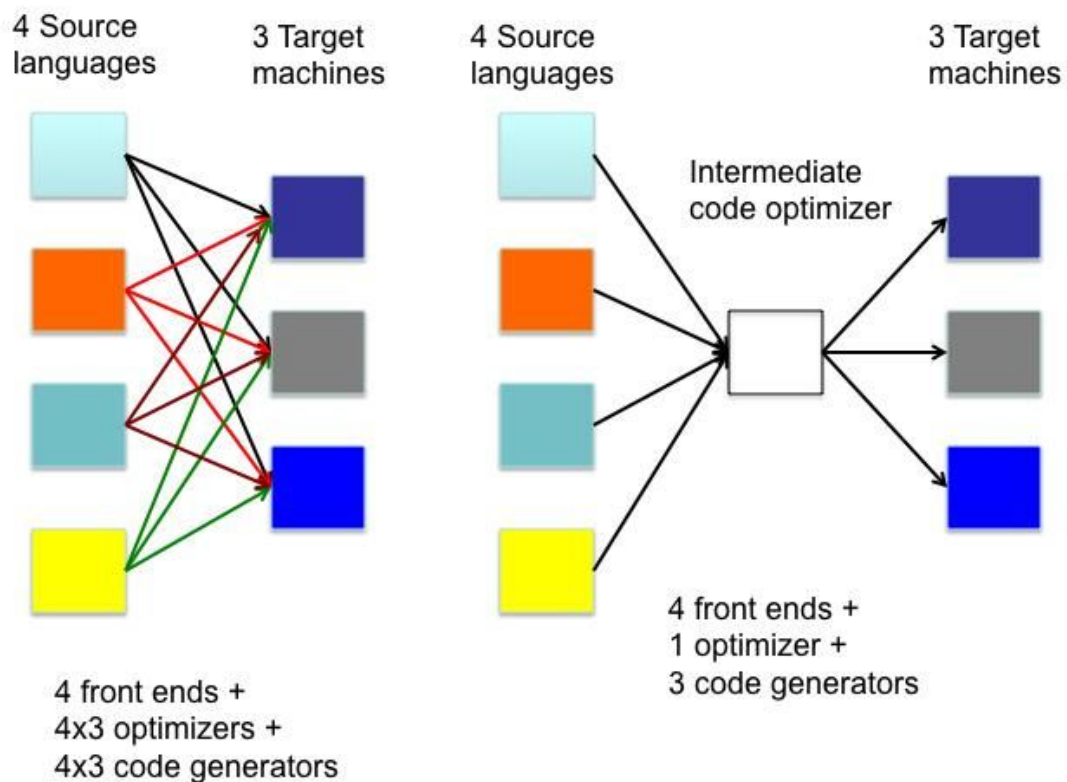 4 Source
languages
3 Target
machines
4 front ends +
4x3 optimizers +
4x3 code generators
4 Source
languages
Intermediate
code optimizer
3 Target
machines
4 front ends +
1 optimizer +
3 code generators